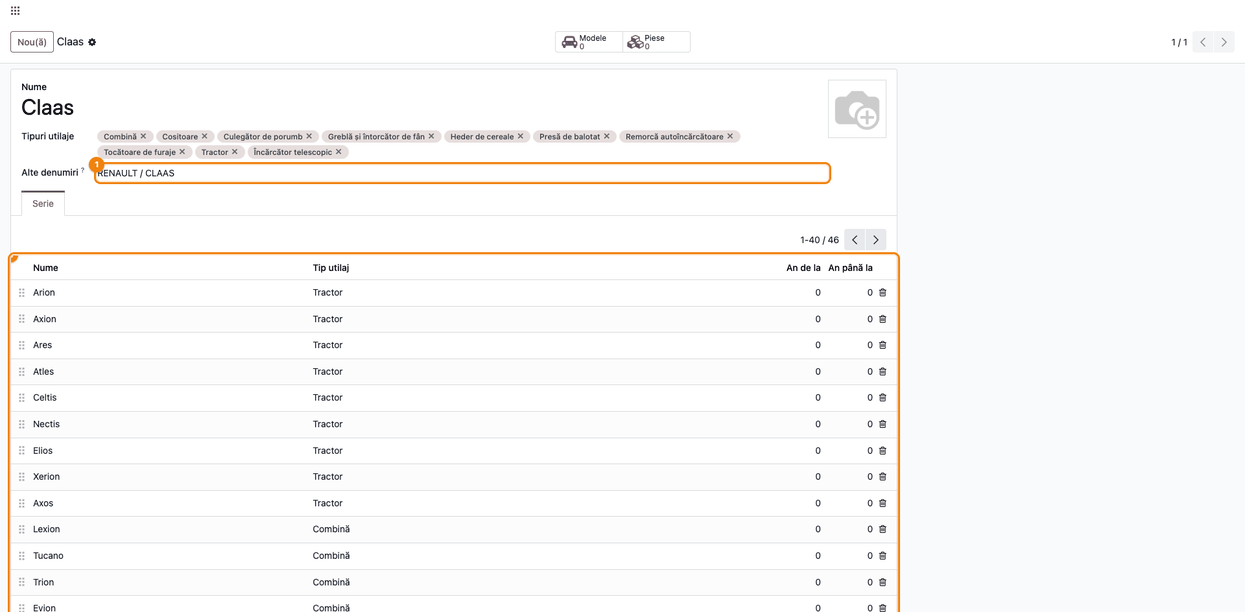 Nou(ă) Claas Modele 0 Piese 0 1 / 1
Nume
Claas
Tipuri utilaje Combină Cositoare Culegător de porumb Greblă și întorcător de fân Heder de cereale Presă de balotat Remorcă autoîncărcătoare
Tocătoare de furaje Tractor Încărcător telescopic
1
Alte denumiri ? RENAULT / CLAAS
Serie
1-40 / 46
Nume Tip utilaj An de la An până la
Arion Tractor 0 0
Axion Tractor 0 0
Ares Tractor 0 0
Atles Tractor 0 0
Celtis Tractor 0 0
Nectis Tractor 0 0
Elios Tractor 0 0
Xerion Tractor 0 0
Axos Tractor 0 0
Lexion Combină 0 0
Tucano Combină 0 0
Trion Combină 0 0
Evion Combină 0 0